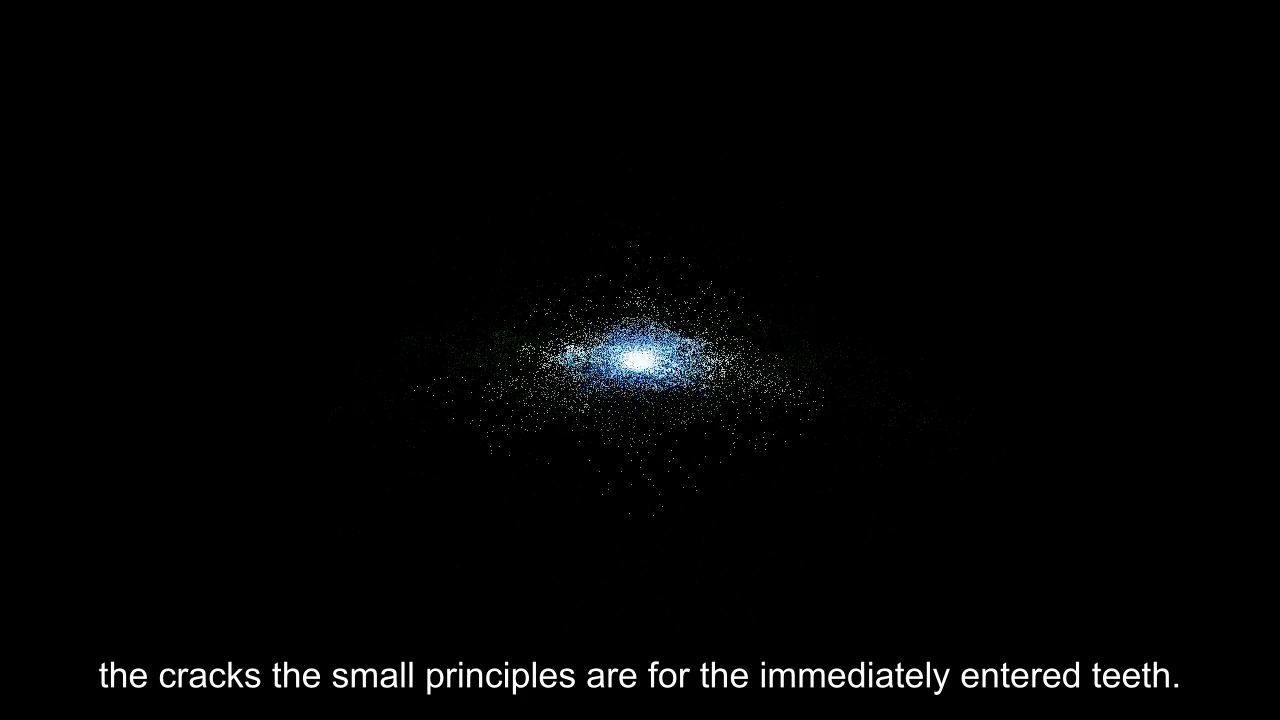 the cracks the small principles are for the immediately entered teeth.